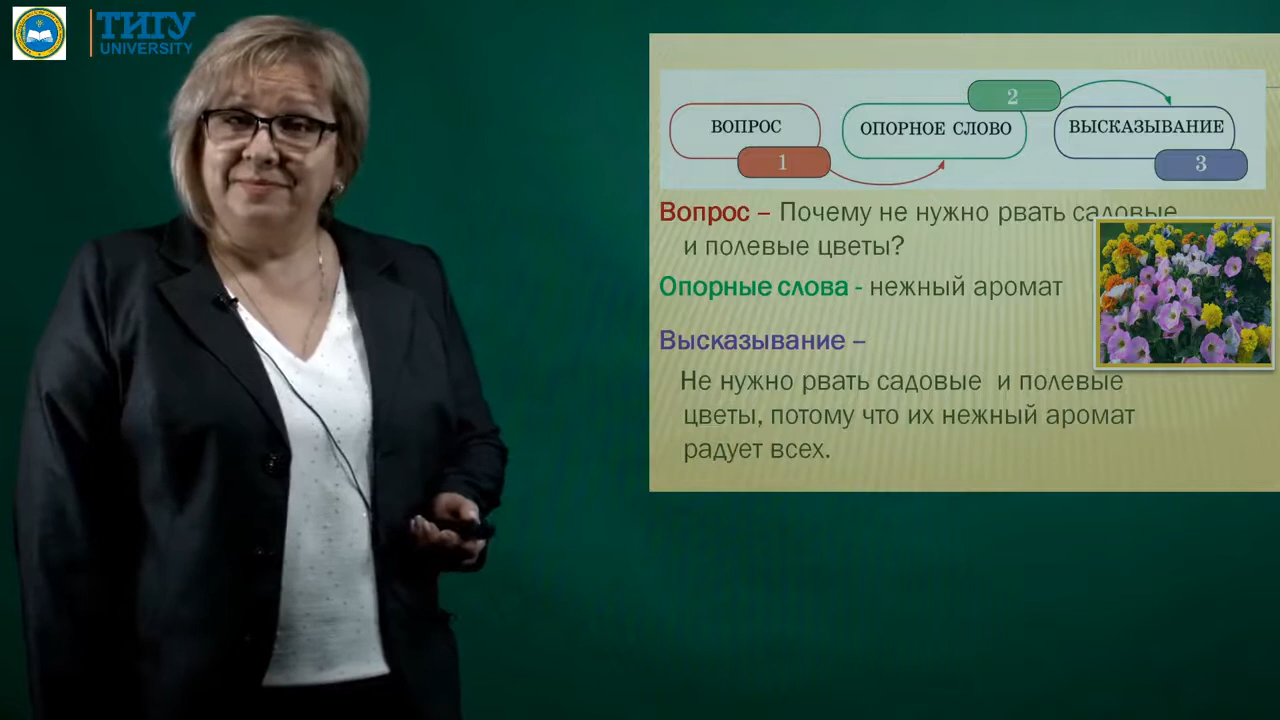 ТИГУ
UNIVERSITY
ВОПРОС
1
ОПОРНОЕ СЛОВО
2
ВЫСКАЗЫВАНИЕ
3
Вопрос – Почему не нужно рвать садовые
и полевые цветы?
Опорные слова - нежный аромат
Высказывание –
Не нужно рвать садовые и полевые
цветы, потому что их нежный аромат
радует всех.